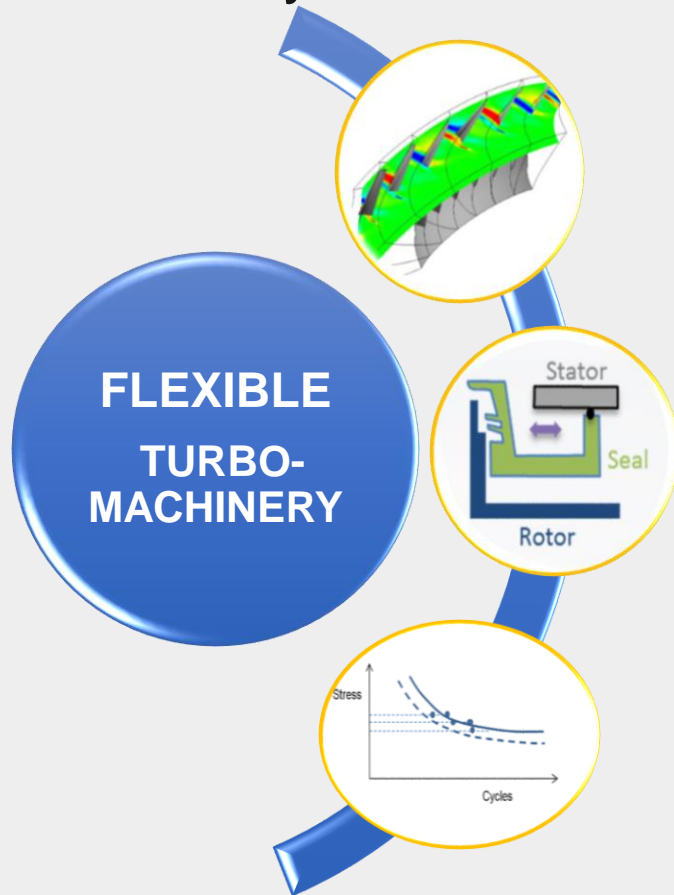 FLEXIBLE
TURBO-
MACHINERY
Stator
Seal
Rotor
Stress
Cycles